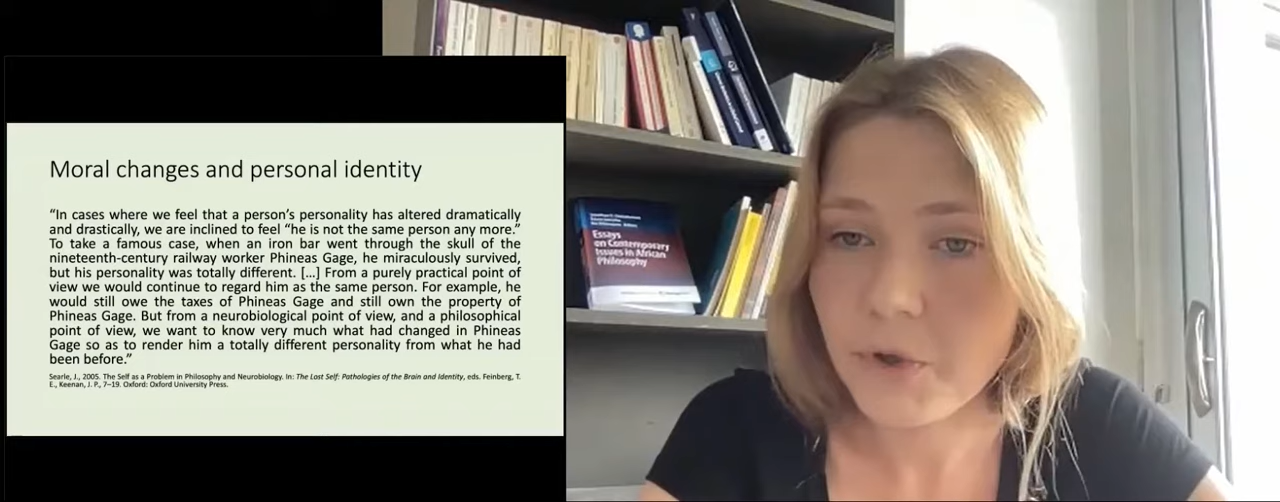 Moral changes and personal identity
“In cases where we feel that a person’s personality has altered dramatically
and drastically, we are inclined to feel “he is not the same person any more.”
To take a famous case, when an iron bar went through the skull of the
nineteenth-century railway worker Phineas Gage, he miraculously survived,
but his personality was totally different. […] From a purely practical point of
view we would continue to regard him as the same person. For example, he
would still owe the taxes of Phineas Gage and still own the property of
Phineas Gage. But from a neurobiological point of view, and a philosophical
point of view, we want to know very much what had changed in Phineas
Gage so as to render him a totally different personality from what he had
been before.”
Searle, J., 2005. The Self as a Problem in Philosophy and Neurobiology. In: The Lost Self: Pathologies of the Brain and Identity, eds. Feinberg, T.
E., Keenan, J. P., 7–19. Oxford: Oxford University Press.
Essays
on Contemporary
Issues in African
Philosophy